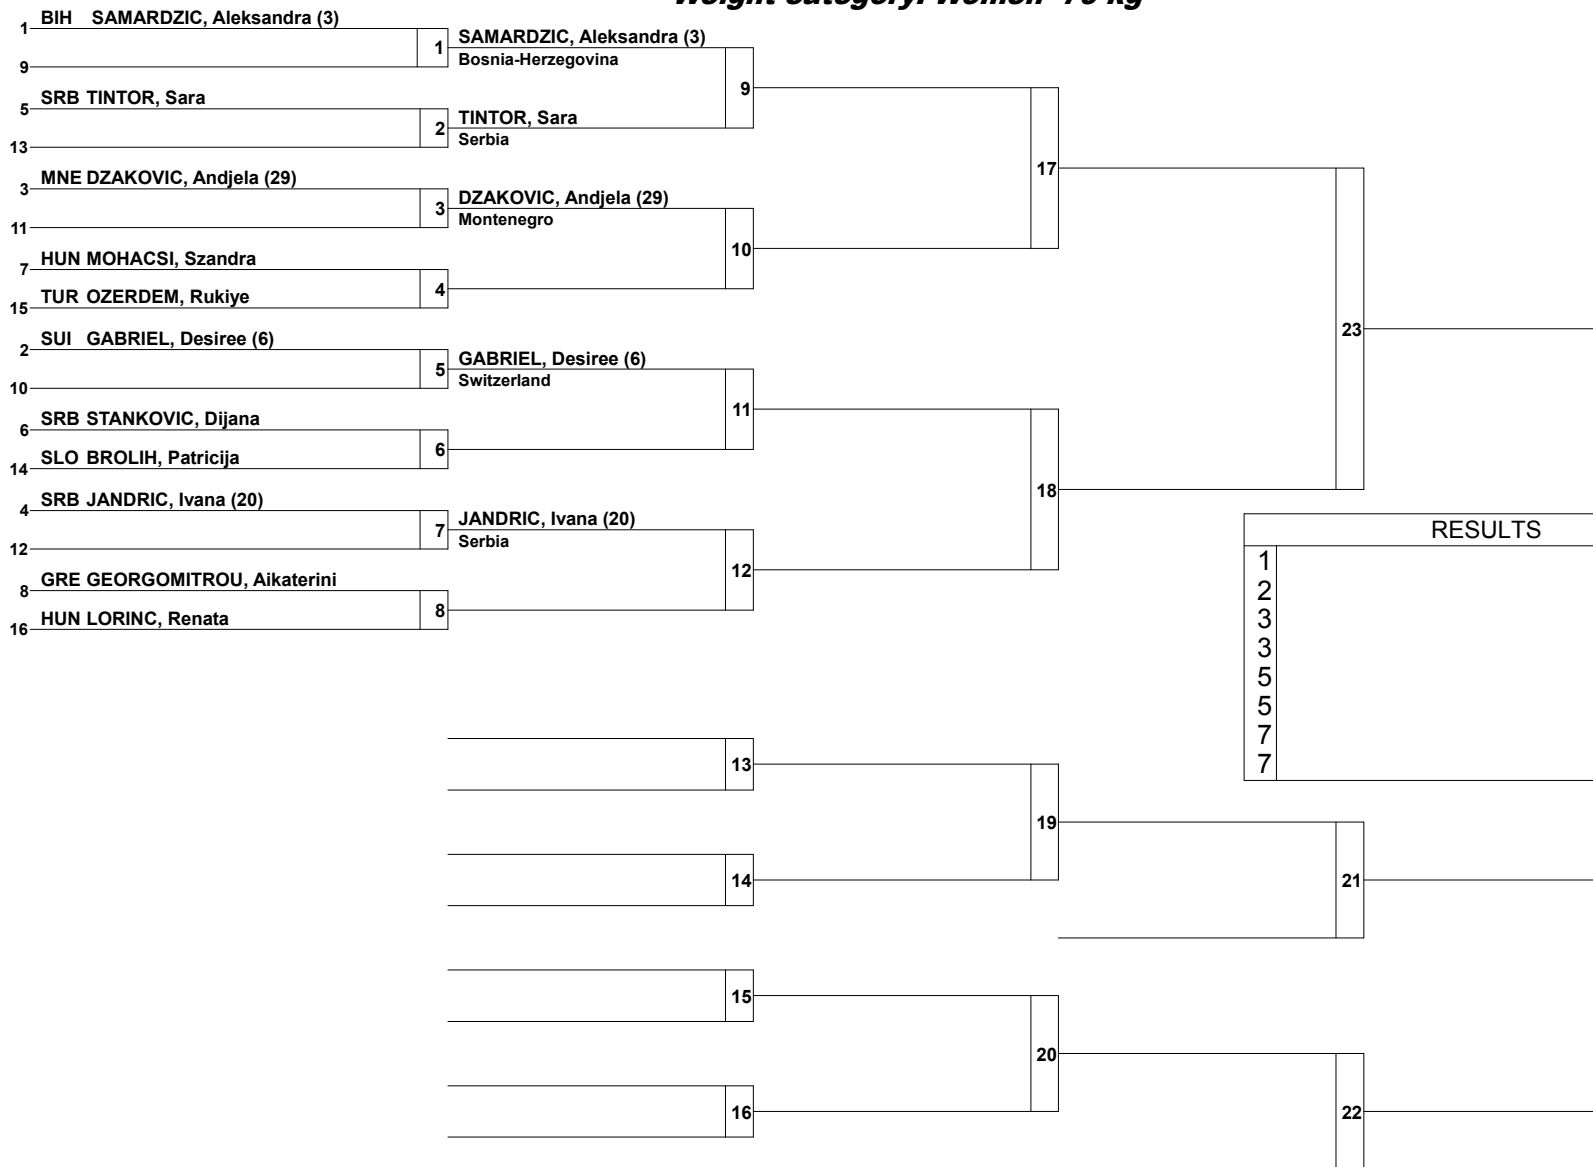 Weight category: Women -70 kg
1 BIH SAMARDZIC, Aleksandra (3)
1 SAMARDZIC, Aleksandra (3)
Bosnia-Herzegovina
9
9
5 SRB TINTOR, Sara
2 TINTOR, Sara
Serbia
13
17
3 MNE DZAKOVIC, Andjela (29)
3 DZAKOVIC, Andjela (29)
Montenegro
11
10
7 HUN MOHACSI, Szandra
4
15 TUR OZERDEM, Rukiye
23
2 SUI GABRIEL, Desiree (6)
5 GABRIEL, Desiree (6)
Switzerland
10
11
6 SRB STANKOVIC, Dijana
6
14 SLO BROLIH, Patricija
18
4 SRB JANDRIC, Ivana (20)
7 JANDRIC, Ivana (20)
Serbia
12
12
8 GRE GEORGOMITROU, Aikaterini
8
16 HUN LORINC, Renata
RESULTS
1
2
3
3
5
5
7
7
13
19
14
21
15
20
16
22